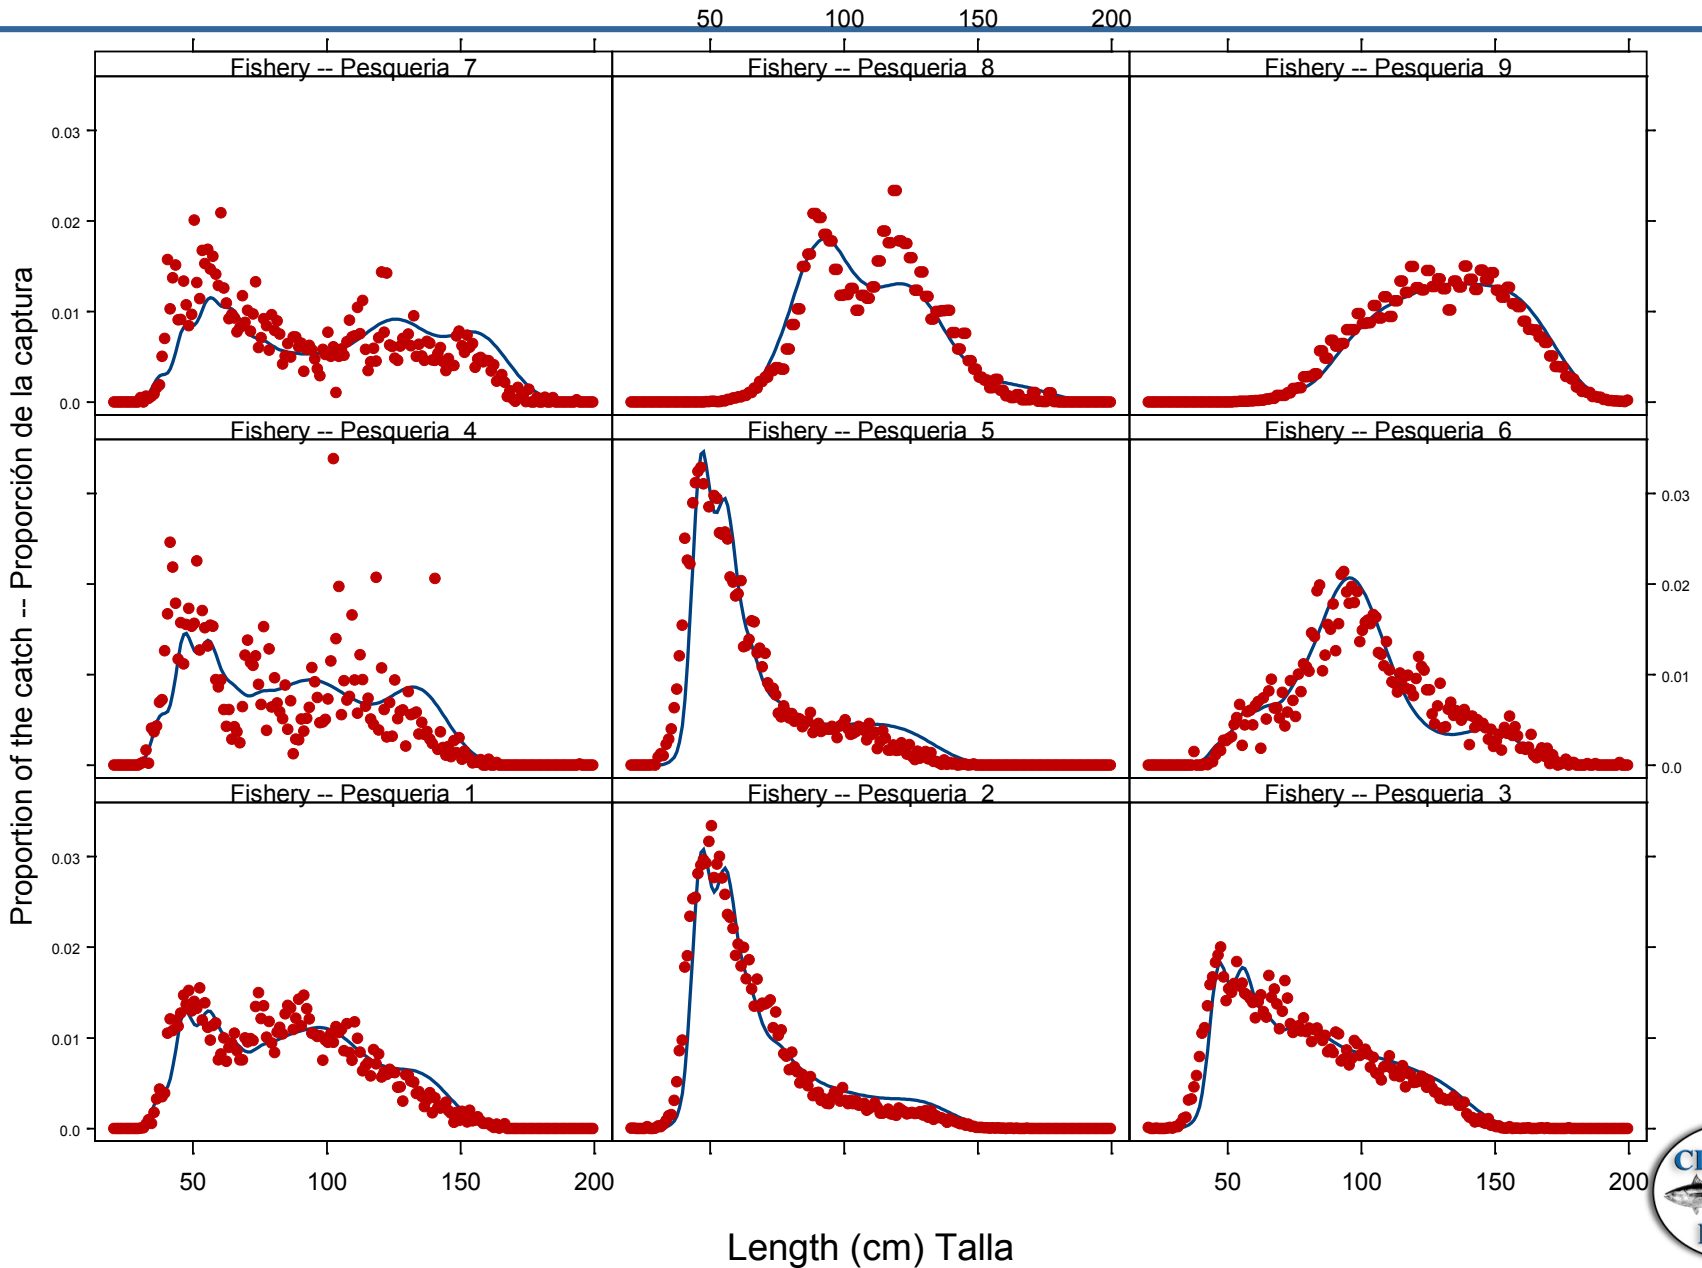 50 100 150 200
Fishery -- Pesqueria 7 Fishery -- Pesqueria 8 Fishery -- Pesqueria 9
0.03
0.02
0.01
0.0
Fishery -- Pesqueria 4 Fishery -- Pesqueria 5 Fishery -- Pesqueria 6
0.03
0.02
0.01
0.0
Fishery -- Pesqueria 1 Fishery -- Pesqueria 2 Fishery -- Pesqueria 3
0.03
0.02
0.01
0.0
50 100 150 200 50 100 150 200
Proportion of the catch -- Proporción de la captura
Length (cm) Talla